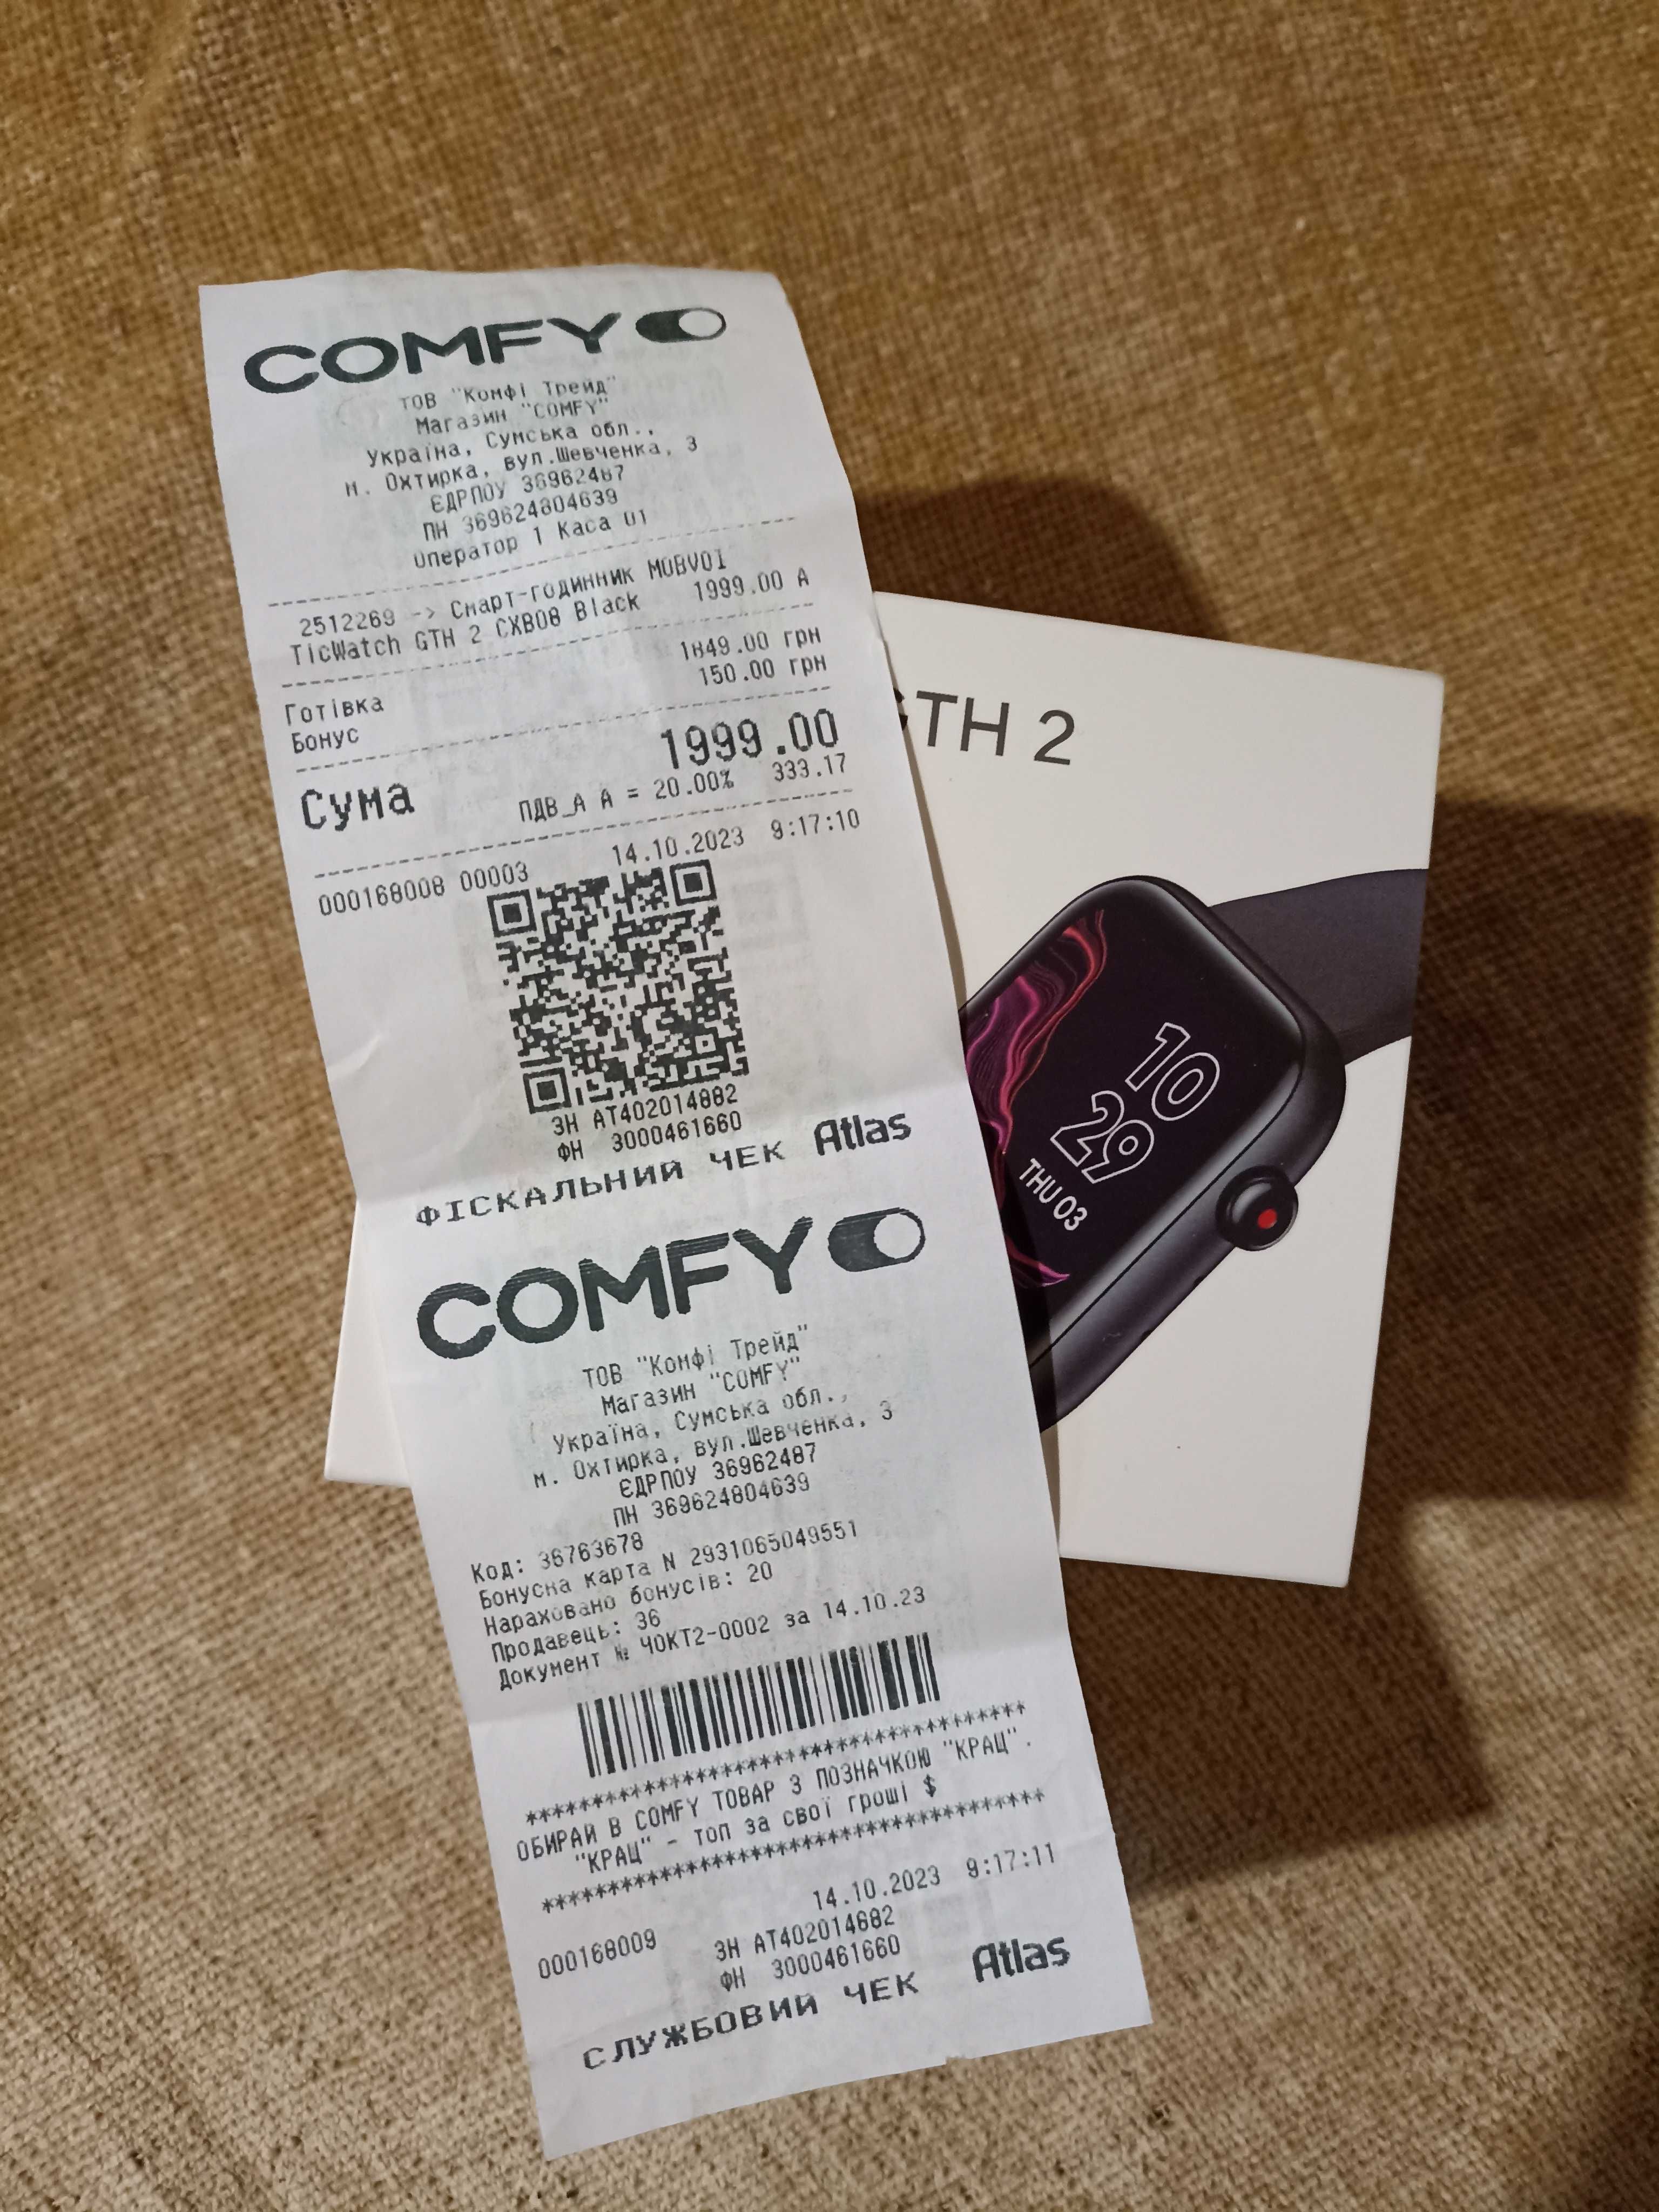 COMFY
ТОВ "Комфі Трейд"
Магазин "COMFY"
Україна, Сумська обл.,
м. Охтирка, вул.Шевченка, 3
ЄДРПОУ 36962487
ПН 369624804639
Оператор 1 Каса 01
2512269 -> Смарт-годинник MOBVOI
TicWatch GTH 2 CXB08 Black 1999.00 А
Готівка 1849.00 грн
Бонус 150.00 грн
Сума 1999.00
ПДВ_А А = 20.00% 333.17
000168008 00003 14.10.2023 9:17:10
ЗН АТ402014882
ФН 3000461660
ФІСКАЛЬНИЙ ЧЕК Atlas
COMFY
ТОВ "Комфі Трейд"
Магазин "COMFY"
Україна, Сумська обл.,
м. Охтирка, вул.Шевченка, 3
ЄДРПОУ 36962487
ПН 369624804639
Код: 36763678
Бонусна карта N 2931065049551
Нараховано бонусів: 20
Продавець: 36
Документ № ЧОКТ2-0002 за 14.10.23
************************************
ОБИРАЙ В COMFY ТОВАР З ПОЗНАЧКОЮ "КРАЦ".
"КРАЦ" - топ за свої гроші $
************************************
000168009 14.10.2023 9:17:11
ЗН АТ402014882
ФН 3000461660
СЛУЖБОВИЙ ЧЕК Atlas
GTH 2
10
29
THU 03